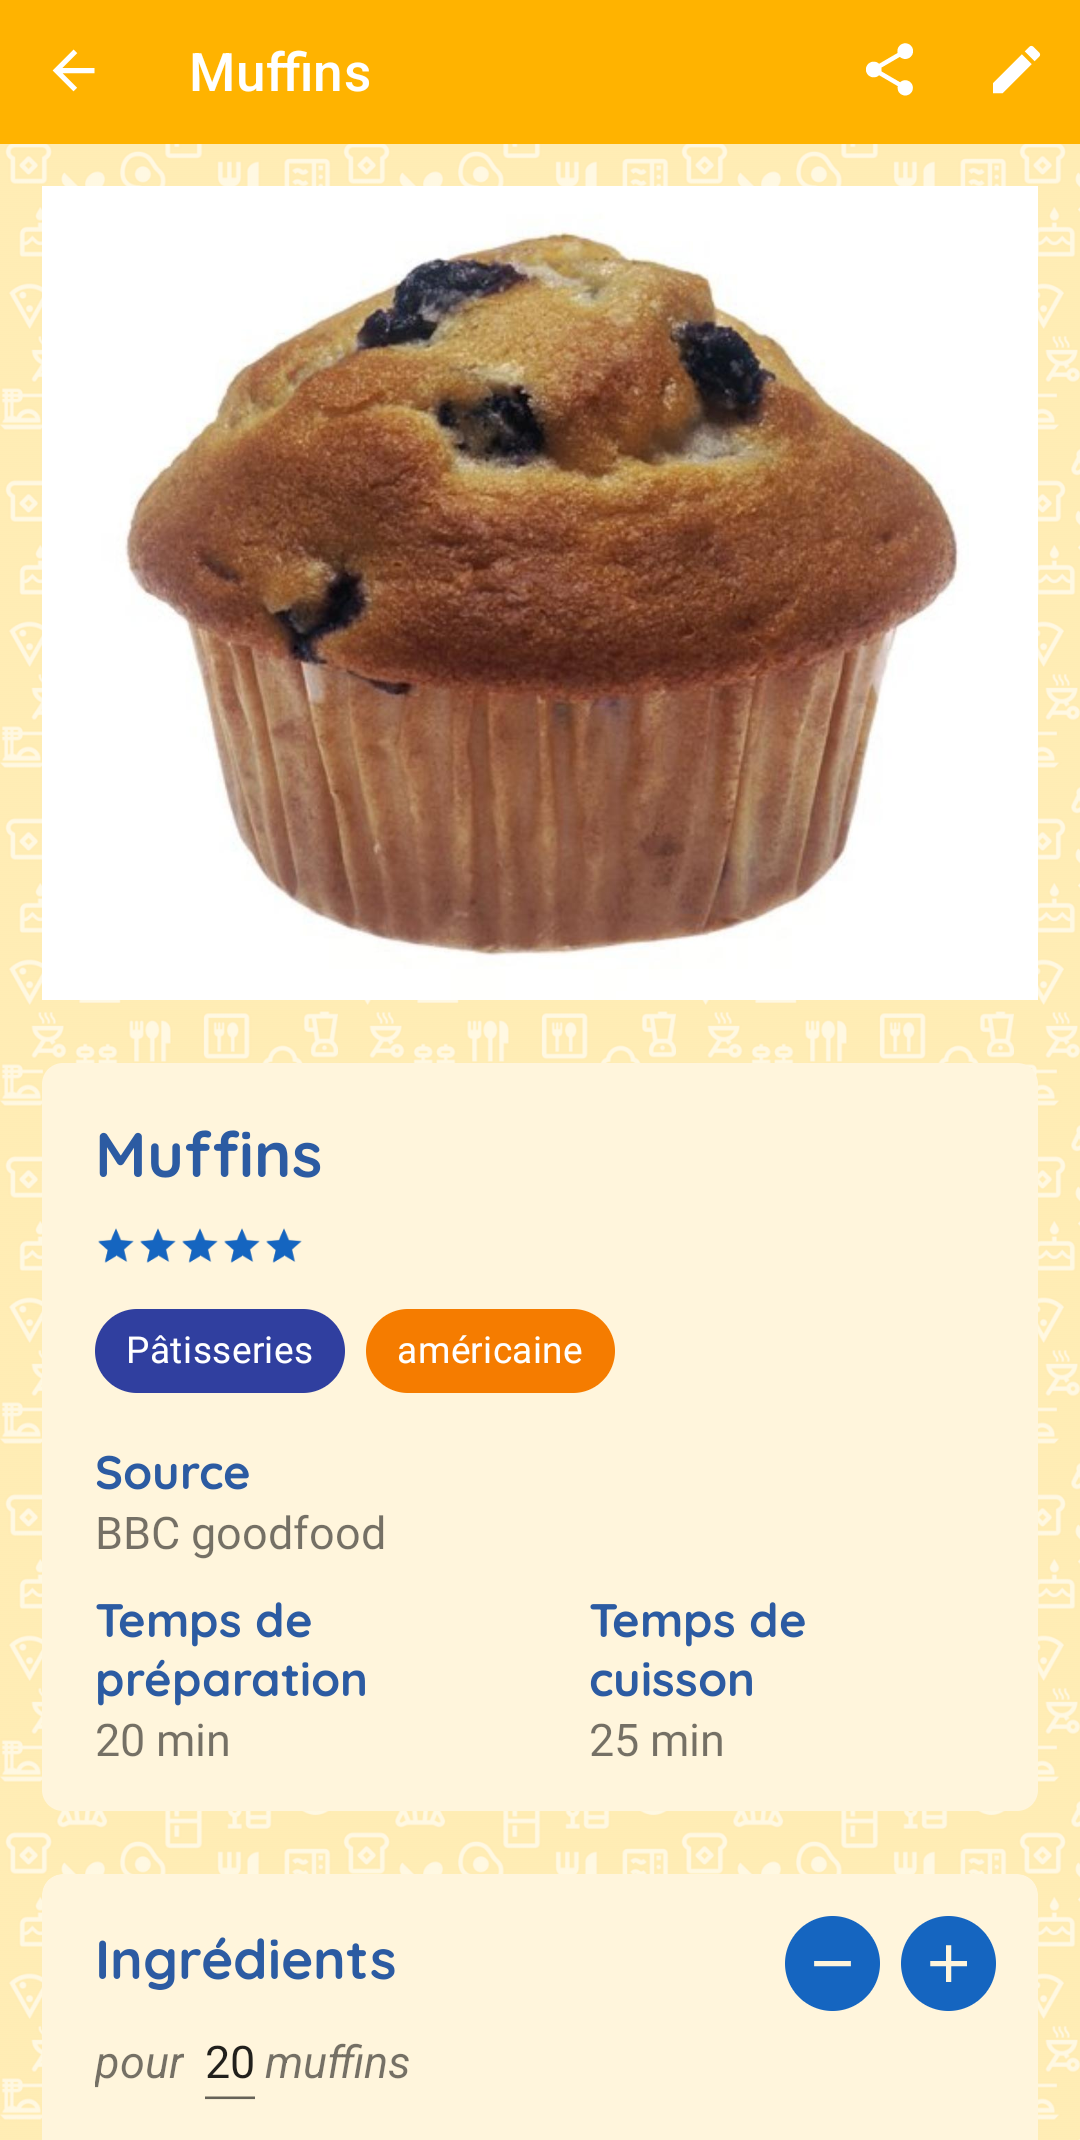 Muffins
Muffins
Pâtisseries américaine
Source
BBC goodfood
Temps de préparation
20 min
Temps de cuisson
25 min
Ingrédients
pour 20 muffins